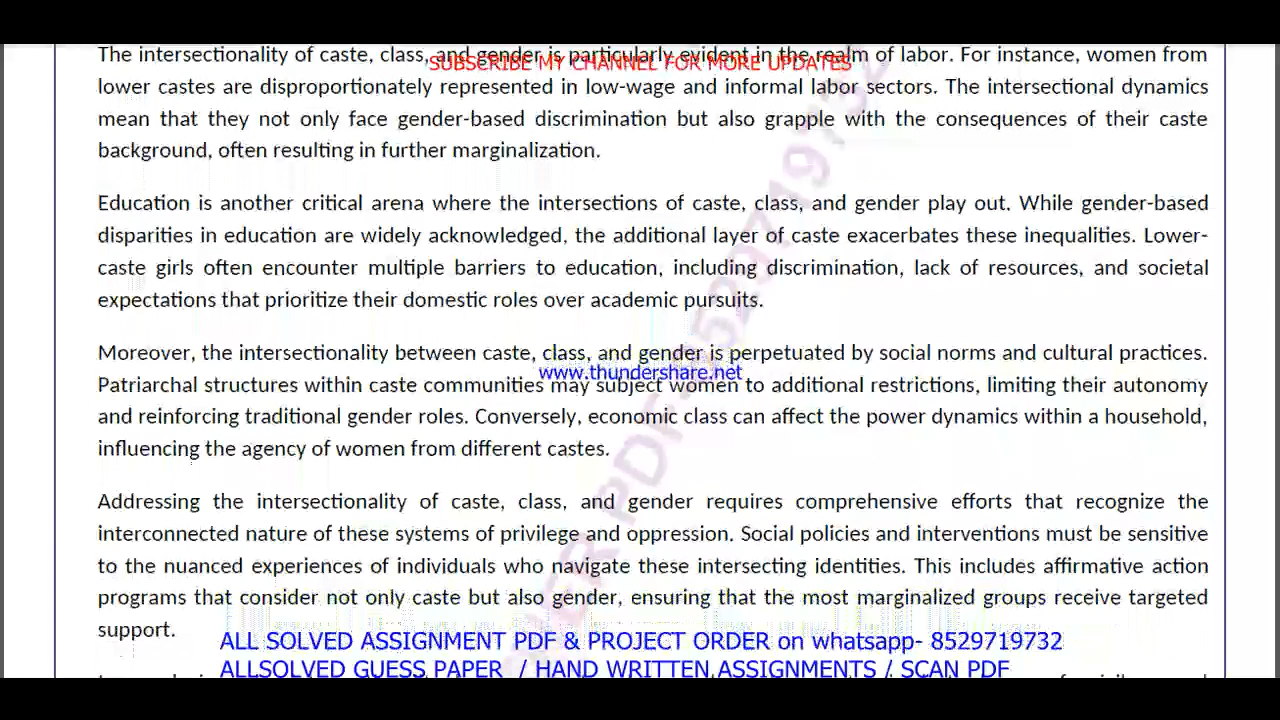 The intersectionality of caste, class, and gender is particularly evident in the realm of labor. For instance, women from
SUBSCRIBE MY CHANNEL FOR MORE UPDATES
lower castes are disproportionately represented in low-wage and informal labor sectors. The intersectional dynamics
mean that they not only face gender-based discrimination but also grapple with the consequences of their caste
background, often resulting in further marginalization.
Education is another critical arena where the intersections of caste, class, and gender play out. While gender-based
disparities in education are widely acknowledged, the additional layer of caste exacerbates these inequalities. Lower-
caste girls often encounter multiple barriers to education, including discrimination, lack of resources, and societal
expectations that prioritize their domestic roles over academic pursuits.
Moreover, the intersectionality between caste, class, and gender is perpetuated by social norms and cultural practices.
www.thundershare.net
Patriarchal structures within caste communities may subject women to additional restrictions, limiting their autonomy
and reinforcing traditional gender roles. Conversely, economic class can affect the power dynamics within a household,
influencing the agency of women from different castes.
Addressing the intersectionality of caste, class, and gender requires comprehensive efforts that recognize the
interconnected nature of these systems of privilege and oppression. Social policies and interventions must be sensitive
to the nuanced experiences of individuals who navigate these intersecting identities. This includes affirmative action
programs that consider not only caste but also gender, ensuring that the most marginalized groups receive targeted
support.
ALL SOLVED ASSIGNMENT PDF & PROJECT ORDER on whatsapp- 8529719732
ALLSOLVED GUESS PAPER / HAND WRITTEN ASSIGNMENTS / SCAN PDF
PDF-8529719732